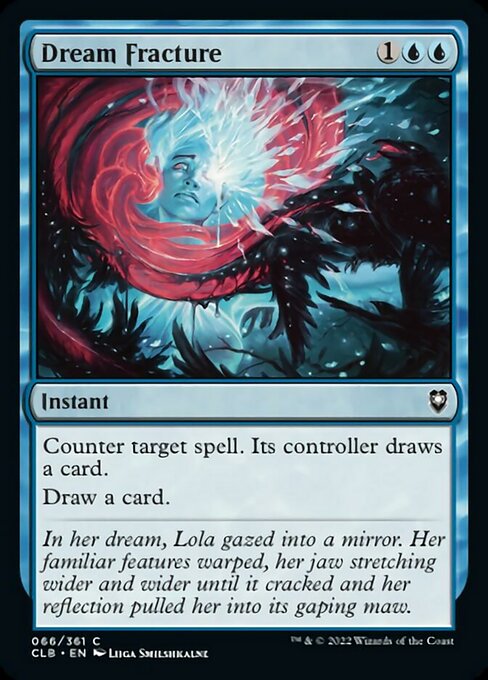 Dream Fracture 1
Instant
Counter target spell. Its controller draws
a card.
Draw a card.
In her dream, Lola gazed into a mirror. Her
familiar features warped, her jaw stretching
wider and wider until it cracked and her
reflection pulled her into its gaping maw.
066/361 C
CLB • EN Liiga Smilshkalne
™ & © 2022 Wizards of the Coast